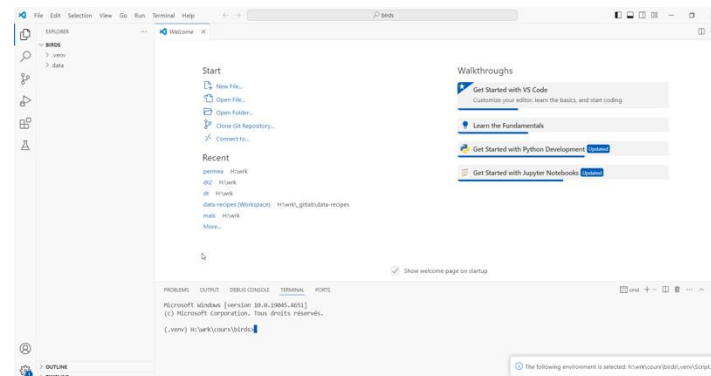 File Edit Selection View Go Run Terminal Help
birds
EXPLORER
Welcome
BIRDS
.venv
data
Start
New File...
Open File...
Open Folder...
Clone Git Repository...
Connect to...
Recent
permea H:\wrk
dt2 H:\wrk
dt H:\wrk
data-recipes (Workspace) H:\wrk\_gitlab\data-recipes
mais H:\wrk
More...
Walkthroughs
Get Started with VS Code
Customize your editor, learn the basics, and start coding
Learn the Fundamentals
Get Started with Python Development Updated
Get Started with Jupyter Notebooks Updated
Show welcome page on startup
PROBLEMS OUTPUT DEBUG CONSOLE TERMINAL PORTS
cmd
Microsoft Windows [version 10.0.19045.4651]
(c) Microsoft Corporation. Tous droits réservés.
(.venv) H:\wrk\cours\birds>
OUTLINE
TIMELINE
The following environment is selected: h:\wrk\cours\birds\.venv\Script